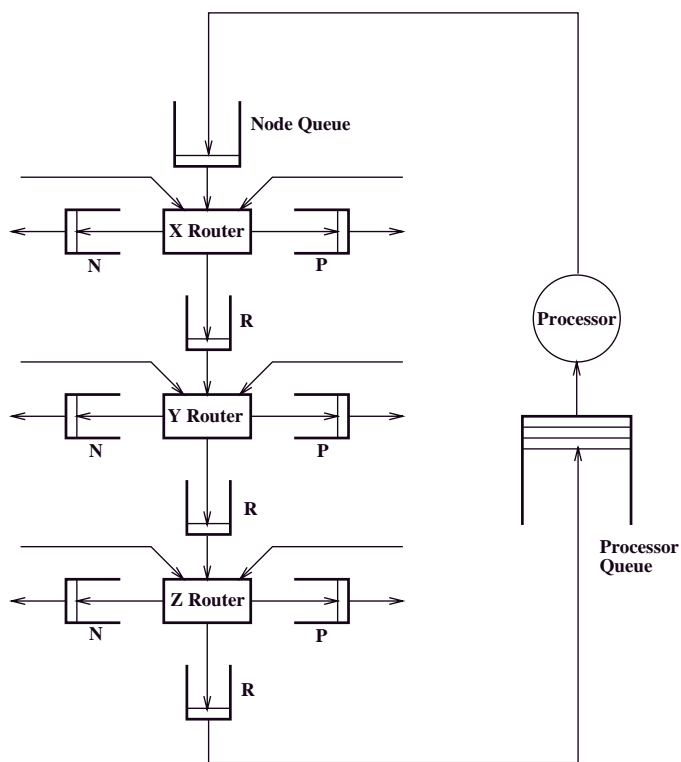 Node Queue
X Router
N
P
R
Processor
Y Router
N
P
R
Processor
Queue
Z Router
N
P
R